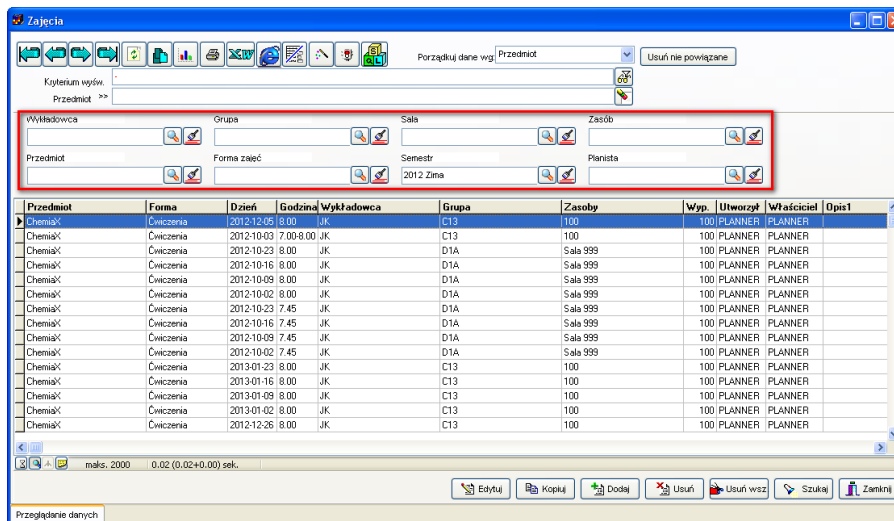 Zajęcia
Porządkuj dane wg: Przedmiot Usuń nie powiązane
Kryterium wyśw. -
Przedmiot >>
Wykładowca Grupa Sala Zasób
Przedmiot Forma zajęć Semestr Planista
2012 Zima
Przedmiot Forma Dzień Godzina Wykładowca Grupa Zasoby Wyp. Utworzył Właściciel Opis1
ChemiaX Ćwiczenia 2012-12-05 8.00 JK C13 100 100 PLANNER PLANNER
ChemiaX Ćwiczenia 2012-10-03 7.00-8.00 JK C13 100 100 PLANNER PLANNER
ChemiaX Ćwiczenia 2012-10-23 8.00 JK D1A Sala 999 100 PLANNER PLANNER
ChemiaX Ćwiczenia 2012-10-16 8.00 JK D1A Sala 999 100 PLANNER PLANNER
ChemiaX Ćwiczenia 2012-10-09 8.00 JK D1A Sala 999 100 PLANNER PLANNER
ChemiaX Ćwiczenia 2012-10-02 8.00 JK D1A Sala 999 100 PLANNER PLANNER
ChemiaX Ćwiczenia 2012-10-23 7.45 JK D1A Sala 999 100 PLANNER PLANNER
ChemiaX Ćwiczenia 2012-10-16 7.45 JK D1A Sala 999 100 PLANNER PLANNER
ChemiaX Ćwiczenia 2012-10-09 7.45 JK D1A Sala 999 100 PLANNER PLANNER
ChemiaX Ćwiczenia 2012-10-02 7.45 JK D1A Sala 999 100 PLANNER PLANNER
ChemiaX Ćwiczenia 2013-01-23 8.00 JK C13 100 100 PLANNER PLANNER
ChemiaX Ćwiczenia 2013-01-16 8.00 JK C13 100 100 PLANNER PLANNER
ChemiaX Ćwiczenia 2013-01-09 8.00 JK C13 100 100 PLANNER PLANNER
ChemiaX Ćwiczenia 2013-01-02 8.00 JK C13 100 100 PLANNER PLANNER
ChemiaX Ćwiczenia 2012-12-26 8.00 JK C13 100 100 PLANNER PLANNER
maks. 2000 0.02 (0.02+0.00) sek.
Edytuj Kopiuj Dodaj Usuń Usuń wsz Szukaj Zamknij
Przeglądanie danych